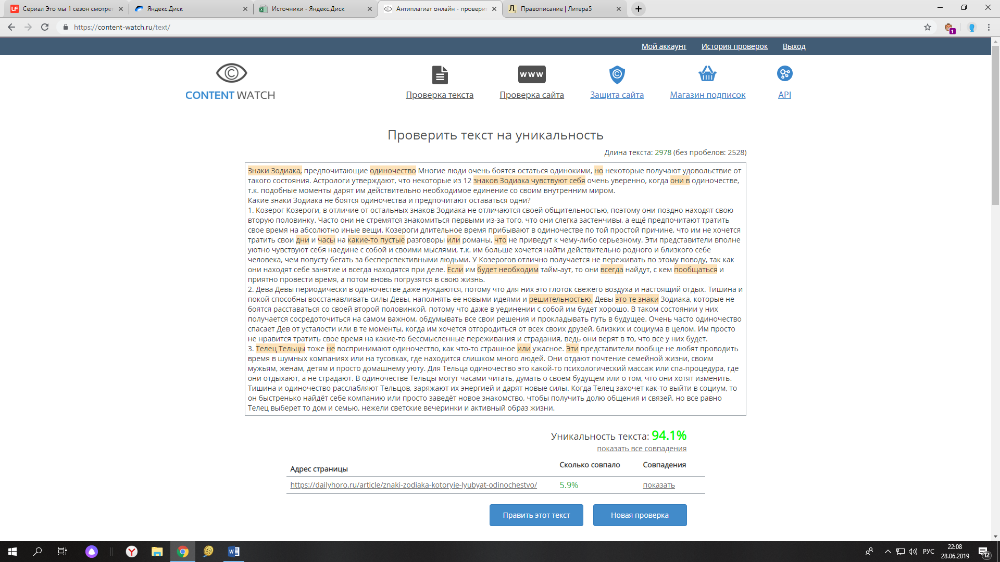 Сериал Это мы 1 сезон смотрет
Яндекс.Диск
Источники - Яндекс.Диск
Антиплагиат онлайн - провери
Правописание | Литера5
https://content-watch.ru/text/
1
Мой аккаунт История проверок Выход
CONTENT WATCH
www
Проверка текста Проверка сайта Защита сайта Магазин подписок API
Проверить текст на уникальность
Длина текста: 2978 (без пробелов: 2528)
Знаки Зодиака, предпочитающие одиночество Многие люди очень боятся остаться одинокими, но некоторые получают удовольствие от
такого состояния. Астрологи утверждают, что некоторые из 12 знаков Зодиака чувствуют себя очень уверенно, когда они в одиночестве,
т.к. подобные моменты дарят им действительно необходимое единение со своим внутренним миром.
Какие знаки Зодиака не боятся одиночества и предпочитают оставаться одни?
1. Козерог Козероги, в отличие от остальных знаков Зодиака не отличаются своей общительностью, поэтому они поздно находят свою
вторую половинку. Часто они не стремятся знакомиться первыми из-за того, что они слегка застенчивы, а ещё предпочитают тратить
свое время на абсолютно иные вещи. Козероги длительное время прибывают в одиночестве по той простой причине, что им не хочется
тратить свои дни и часы на какие-то пустые разговоры или романы, что не приведут к чему-либо серьезному. Эти представители вполне
уютно чувствуют себя наедине с собой и своими мыслями, т.к. им больше хочется найти действительно родного и близкого себе
человека, чем попусту бегать за бесперспективными людьми. У Козерогов отлично получается не переживать по этому поводу, так как
они находят себе занятие и всегда находятся при деле. Если им будет необходим тайм-аут, то они всегда найдут, с кем пообщаться и
приятно провести время, а потом вновь погрузятся в свою жизнь.
2. Дева Девы периодически в одиночестве даже нуждаются, потому что для них это глоток свежего воздуха и настоящий отдых. Тишина и
покой способны восстанавливать силы Девы, наполнять ее новыми идеями и решительностью. Девы это те знаки Зодиака, которые не
боятся расставаться со своей второй половинкой, потому что даже в уединении с собой им будет хорошо. В таком состоянии у них
получается сосредоточиться на самом важном, обдумывать все свои решения и прокладывать путь в будущее. Очень часто одиночество
спасает Дев от усталости или в те моменты, когда им хочется отгородиться от всех своих друзей, близких и социума в целом. Им просто
не нравится тратить свое время на какие-то бессмысленные переживания и страдания, ведь они верят в то, что все у них будет.
3. Телец Тельцы тоже не воспринимают одиночество, как что-то страшное или ужасное. Эти представители вообще не любят проводить
время в шумных компаниях или на тусовках, где находится слишком много людей. Они отдают почтение семейной жизни, своим
мужьям, женам, детям и просто домашнему уюту. Для Тельца одиночество это какой-то психологический массаж или спа-процедура, где
они отдыхают, а не страдают. В одиночестве Тельцы могут часами читать, думать о своем будущем или о том, что они хотят изменить.
Тишина и одиночество расслабляют Тельцов, заряжают их энергией и дарят новые силы. Когда Телец захочет как-то выйти в социум, то
он быстренько найдёт себе компанию или просто заведёт новое знакомство, чтобы получить долю общения и связей, но все равно
Телец выберет то дом и семью, нежели светские вечеринки и активный образ жизни.
Уникальность текста: 94.1%
показать все совпадения
Адрес страницы Сколько совпало Совпадения
https://dailyhoro.ru/article/znaki-zodiaka-kotoryie-lyubyat-odinochestvo/ 5.9% показать
Править этот текст Новая проверка
РУС
22:08
28.06.2019
12